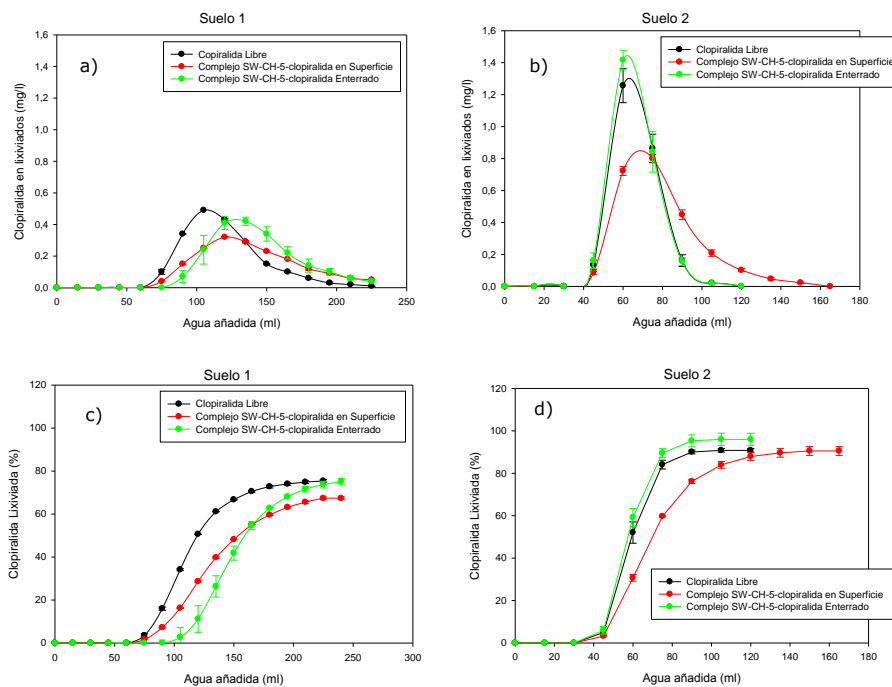 Suelo 1
a)
Copiralida Libre
Complejo SW-CH-5-clopiralida en Superficie
Complejo SW-CH-5-clopiralida Enterrado
Clopiralida en lixiviados (mg/l)
1,6
1,4
1,2
1,0
0,8
0,6
0,4
0,2
0,0
0 50 100 150 200 250
Agua añadida (ml)
Suelo 2
b)
Clopiralida Libre
Complejo SW-CH-5-clopiralida en Superficie
Complejo SW-CH-5-clopiralida Enterrado
Clopiralida en lixiviados (mg/l)
1,6
1,4
1,2
1,0
0,8
0,6
0,4
0,2
0,0
0 20 40 60 80 100 120 140 160 180
Agua añadida (ml)
Suelo 1
c)
Clopiralida Libre
Complejo SW-CH-5-clopiralida en Superficie
Complejo SW-CH-5-clopiralida Enterrado
Clopiralida Lixiviada (%)
120
100
80
60
40
20
0
0 50 100 150 200 250 300
Agua añadida (ml)
Suelo 2
d)
Clopiralida Libre
Complejo SW-CH-5-clopiralida en Superficie
Complejo SW-CH-5-clopiralida Enterrado
Clopiralida Lixiviada (%)
120
100
80
60
40
20
0
0 20 40 60 80 100 120 140 160 180
Agua añadida (ml)